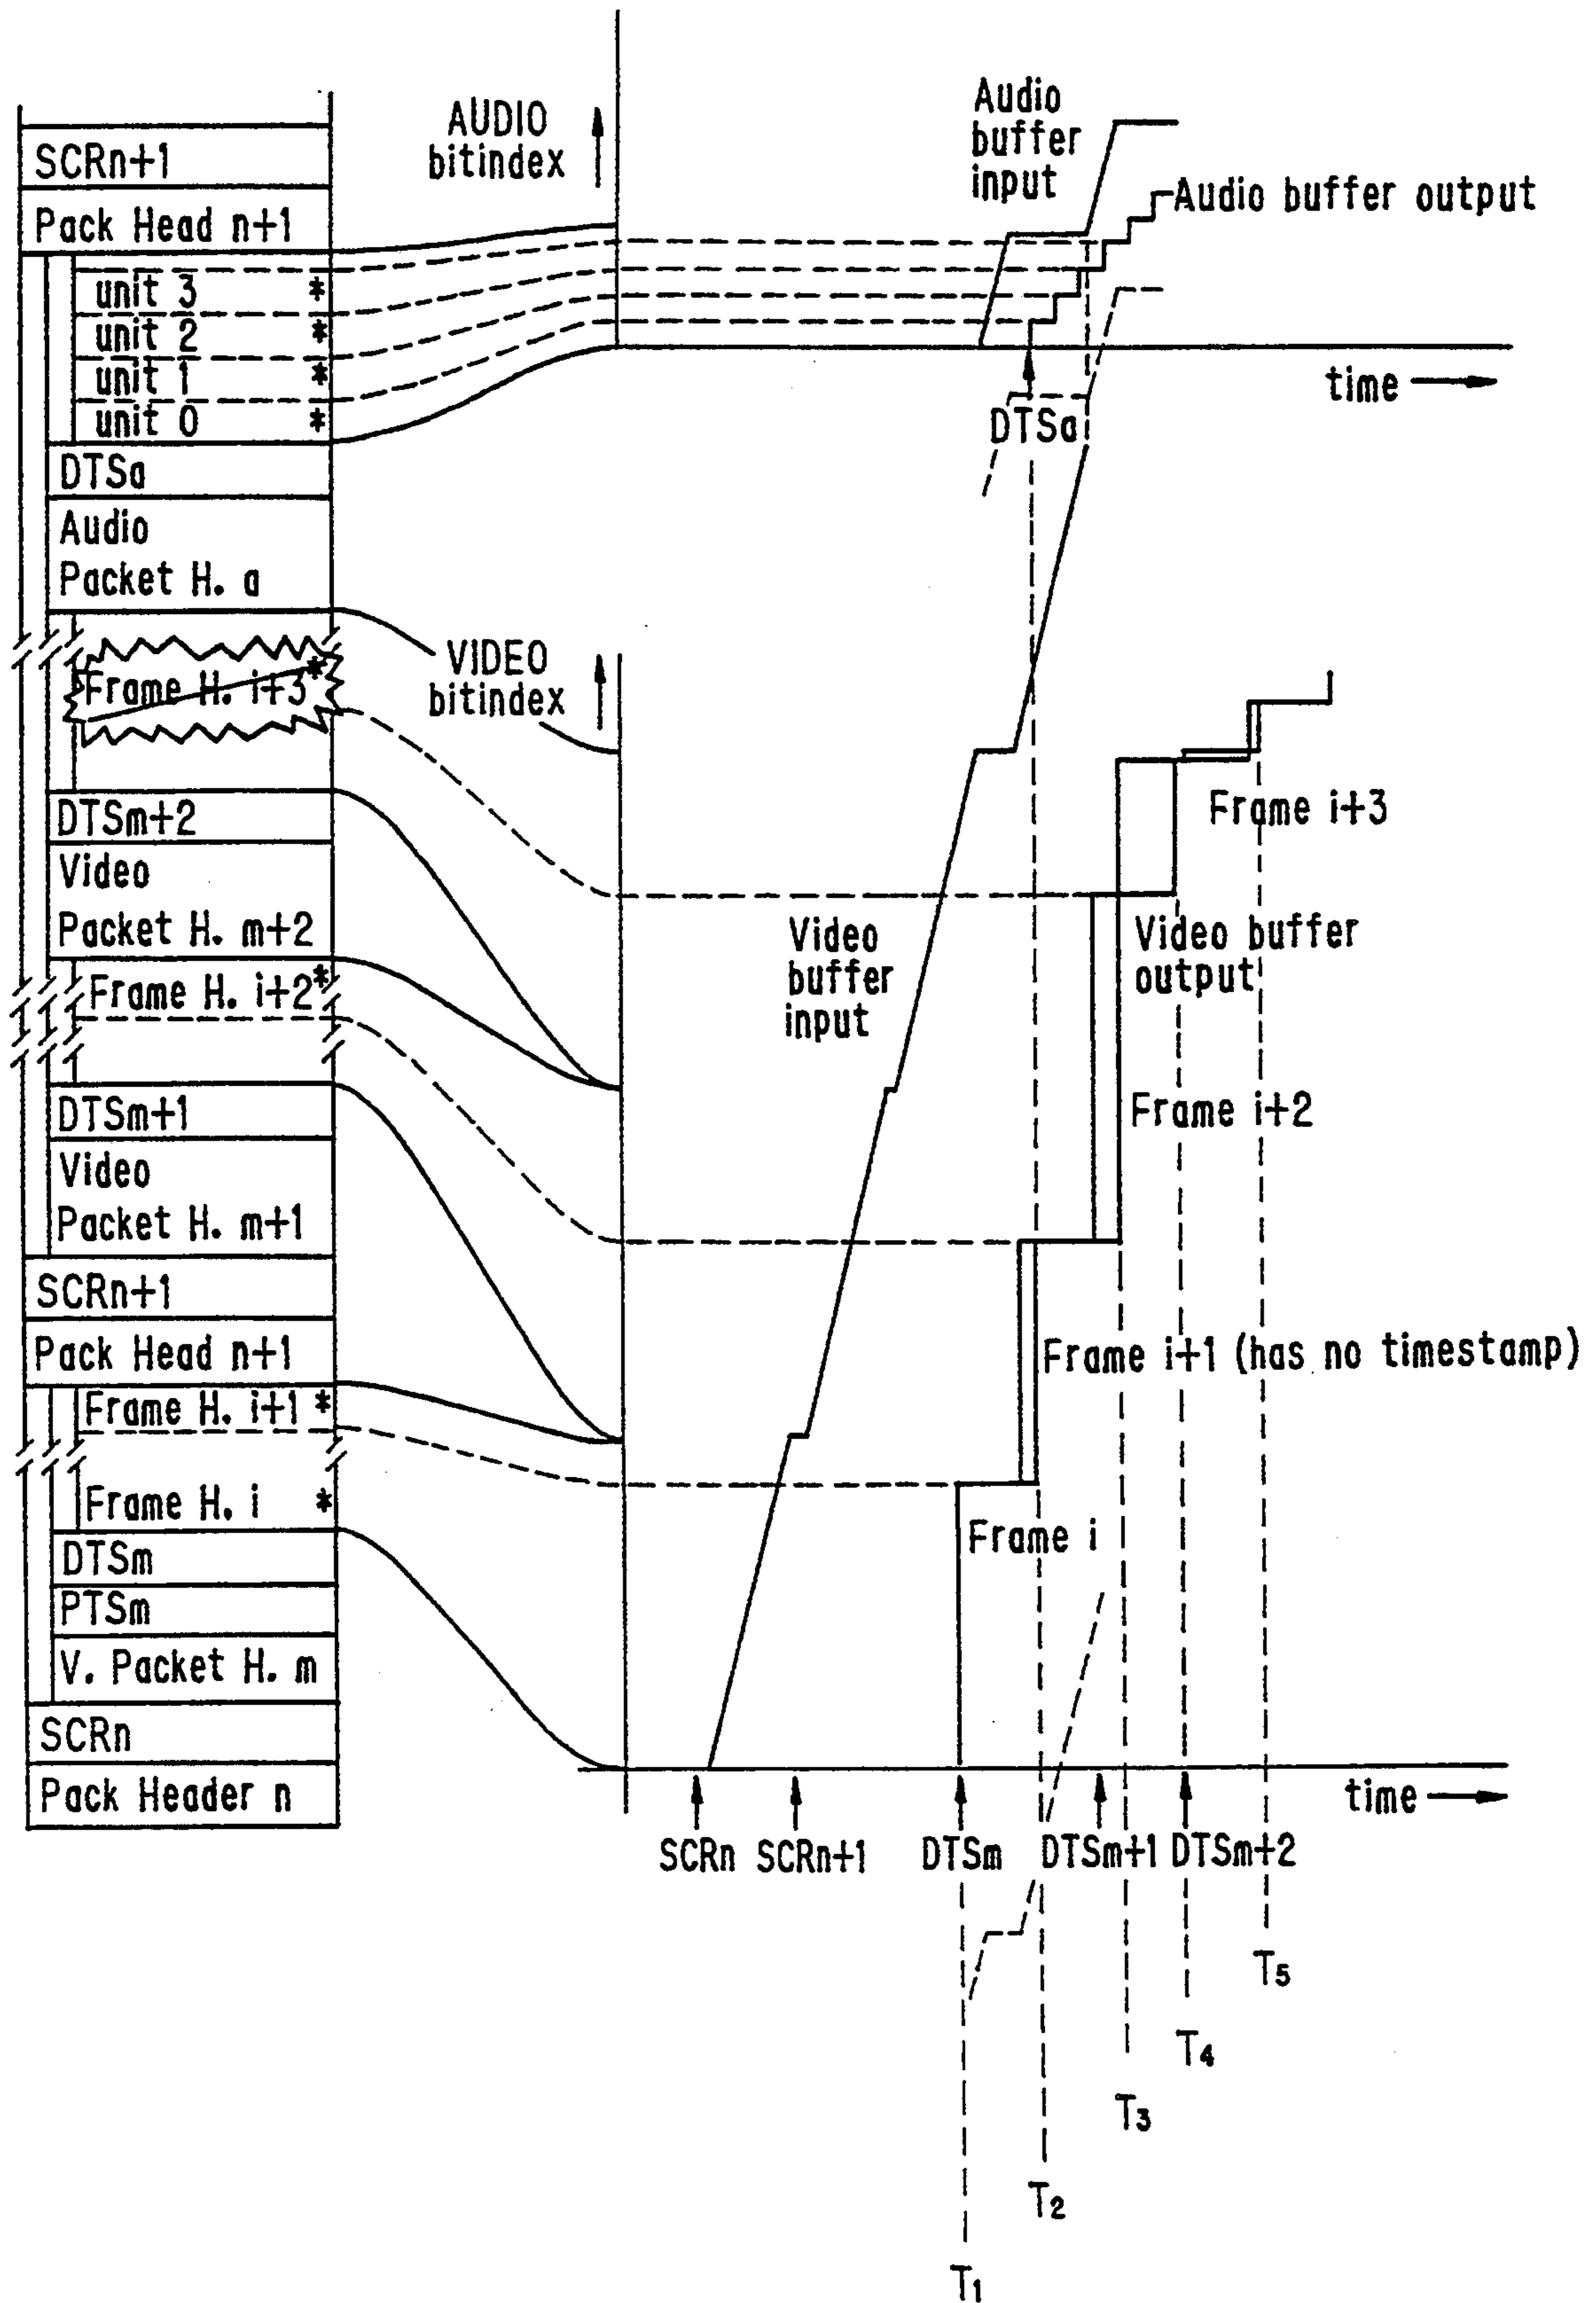 SCRn+1
Pack Head n+1
unit 3 *
unit 2 *
unit 1 *
unit 0 *
DTSa
Audio
Packet H. a
Frame H. i+3*
DTSm+2
Video
Packet H. m+2
Frame H. i+2*
DTSm+1
Video
Packet H. m+1
SCRn+1
Pack Head n+1
Frame H. i+1 *
Frame H. i *
DTSm
PTSm
V. Packet H. m
SCRn
Pack Header n
AUDIO
bitindex
Audio
buffer
input
Audio buffer output
time
DTSa
VIDEO
bitindex
Video
buffer
input
Frame i+3
Video buffer
output
Frame i+2
Frame i+1 (has no timestamp)
Frame i
time
SCRn SCRn+1 DTSm DTSm+1 DTSm+2
T5
T4
T3
T2
T1